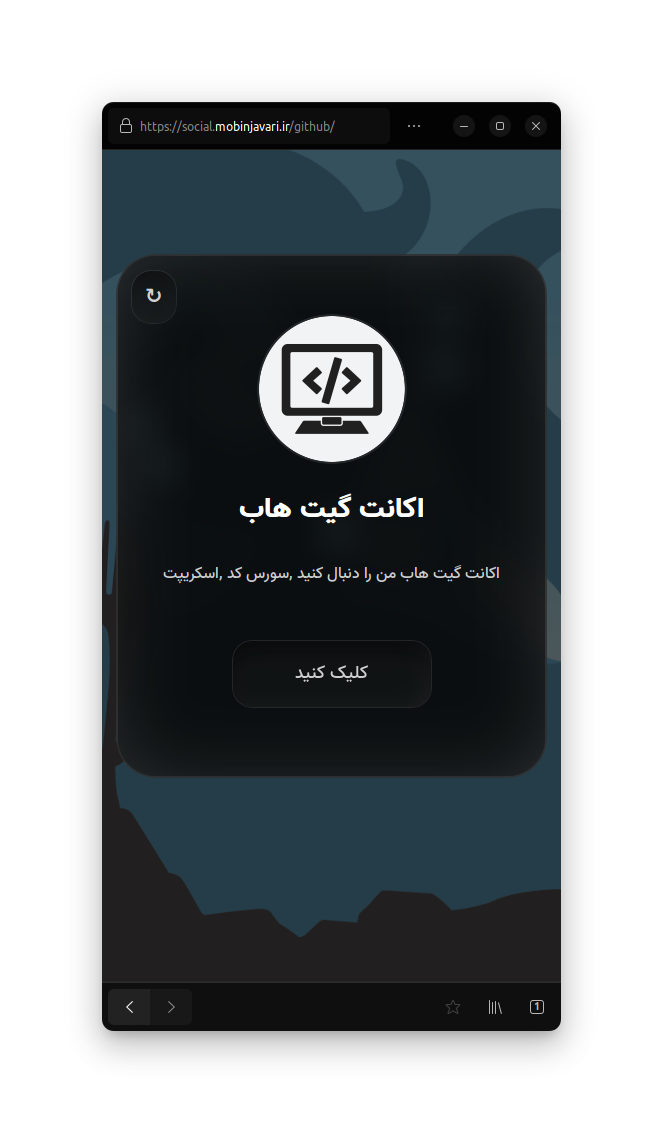 https://social.mobinjavari.ir/github/
اکانت گیت هاب
اکانت گیت هاب من را دنبال کنید ,سورس کد ,اسکریپت
کلیک کنید
1